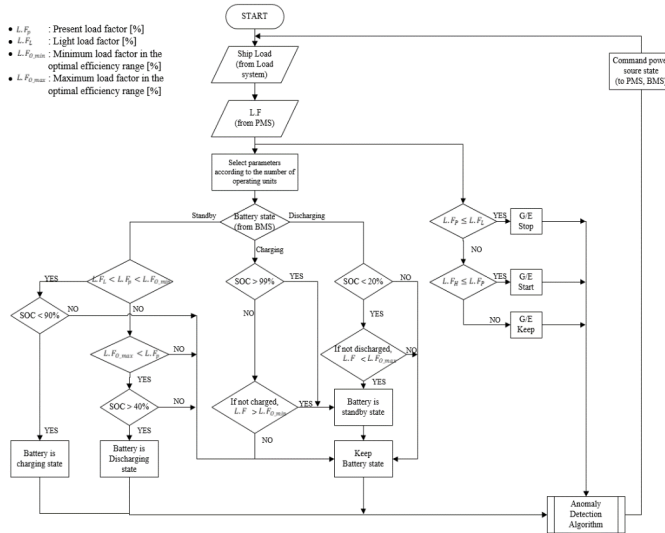 • L.F_P : Present load factor [%]
• L.F_L : Light load factor [%]
• L.F_O_min : Minimum load factor in the
optimal efficiency range [%]
• L.F_O_max : Maximum load factor in the
optimal efficiency range [%]
START
Ship Load
(from Load
system)
Command power
soure state
(to PMS, BMS)
L.F
(from PMS)
Select parameters
according to the number of
operating units
Standby
Battery state
(from BMS)
Discharging
Charging
L.F_P ≤ L.F_L
YES
G/E
Stop
NO
L.F_H ≤ L.F_P
YES
G/E
Start
NO
G/E
Keep
YES
L.F_L < L.F_P < L.F_O_min
SOC > 99%
YES
SOC < 20%
NO
SOC < 90%
NO
NO
NO
YES
L.F_O_max < L.F_P
NO
If not discharged,
L.F < L.F_O_max
NO
YES
YES
SOC > 40%
NO
If not charged,
L.F > L.F_O_min
YES
Battery is
standby state
YES
YES
NO
Battery is
charging state
Battery is
Discharging
state
Keep
Battery state
Anomaly
Detection
Algorithm